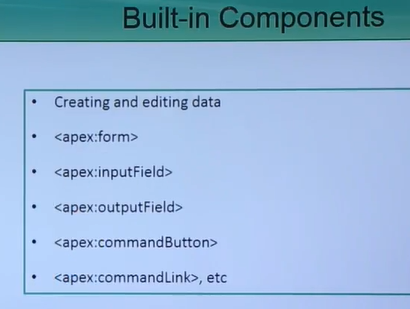 Built-in Components
• Creating and editing data
• <apex:form>
• <apex:inputField>
• <apex:outputField>
• <apex:commandButton>
• <apex:commandLink>, etc